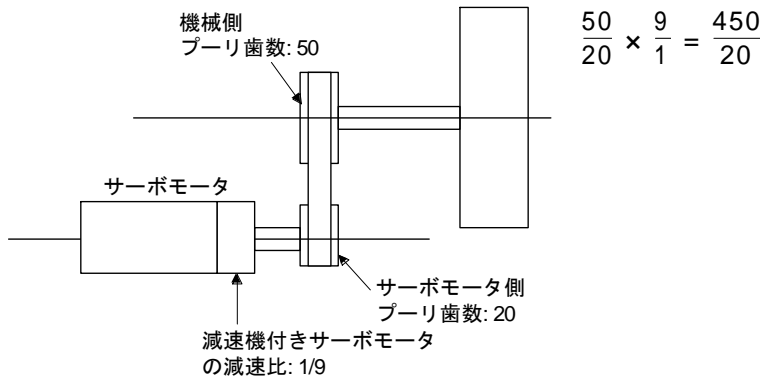 機械側
プーリ歯数: 50
50/20 × 9/1 = 450/20
サーボモータ
サーボモータ側
プーリ歯数: 20
減速機付きサーボモータ
の減速比: 1/9